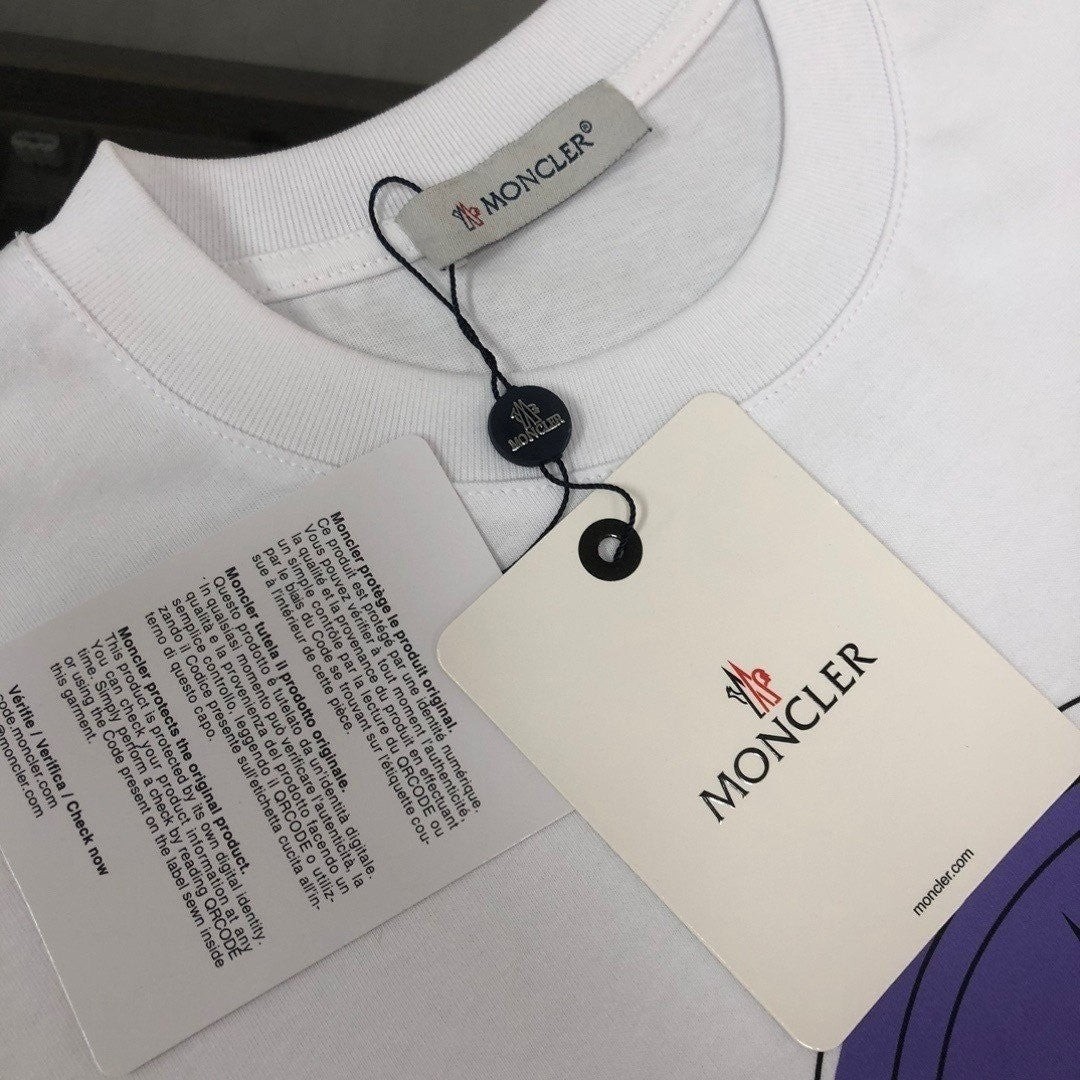 MONCLER®
MONCLER
Moncler protège le produit original.
Ce produit est protégé par une identité numérique.
Vous pouvez vérifier à tout moment l'authenticité,
la qualité et la provenance du produit en effectuant
un simple contrôle par la lecture du QRCODE ou
par le biais du Code se trouvant sur l'étiquette cou-
sue à l'intérieur de cette pièce.
Moncler tutela il prodotto originale.
Questo prodotto è tutelato da un'identità digitale.
In qualsiasi momento può verificare l'autenticità, la
qualità e la provenienza del prodotto facendo un
semplice controllo, leggendo il QRCODE o utiliz-
zando il Codice presente sull'etichetta cucita all'in-
terno di questo capo.
Moncler protects the original product.
This product is protected by its own digital identity.
You can check your product information at any
time. Simply perform a check by reading QRCODE
or using the Code present on the label sewn inside
this garment.
Vérifie / Verifica / Check now
code.moncler.com
@moncler.com
MONCLER
moncler.com